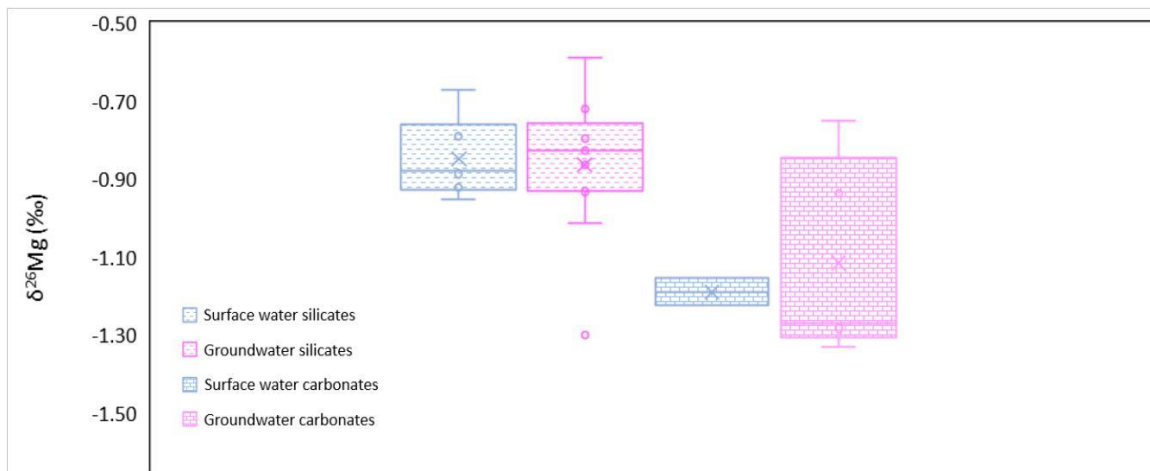 -0.50
-0.70
-0.90
-1.10
-1.30
-1.50
δ²⁶Mg (‰)
Surface water silicates
Groundwater silicates
Surface water carbonates
Groundwater carbonates